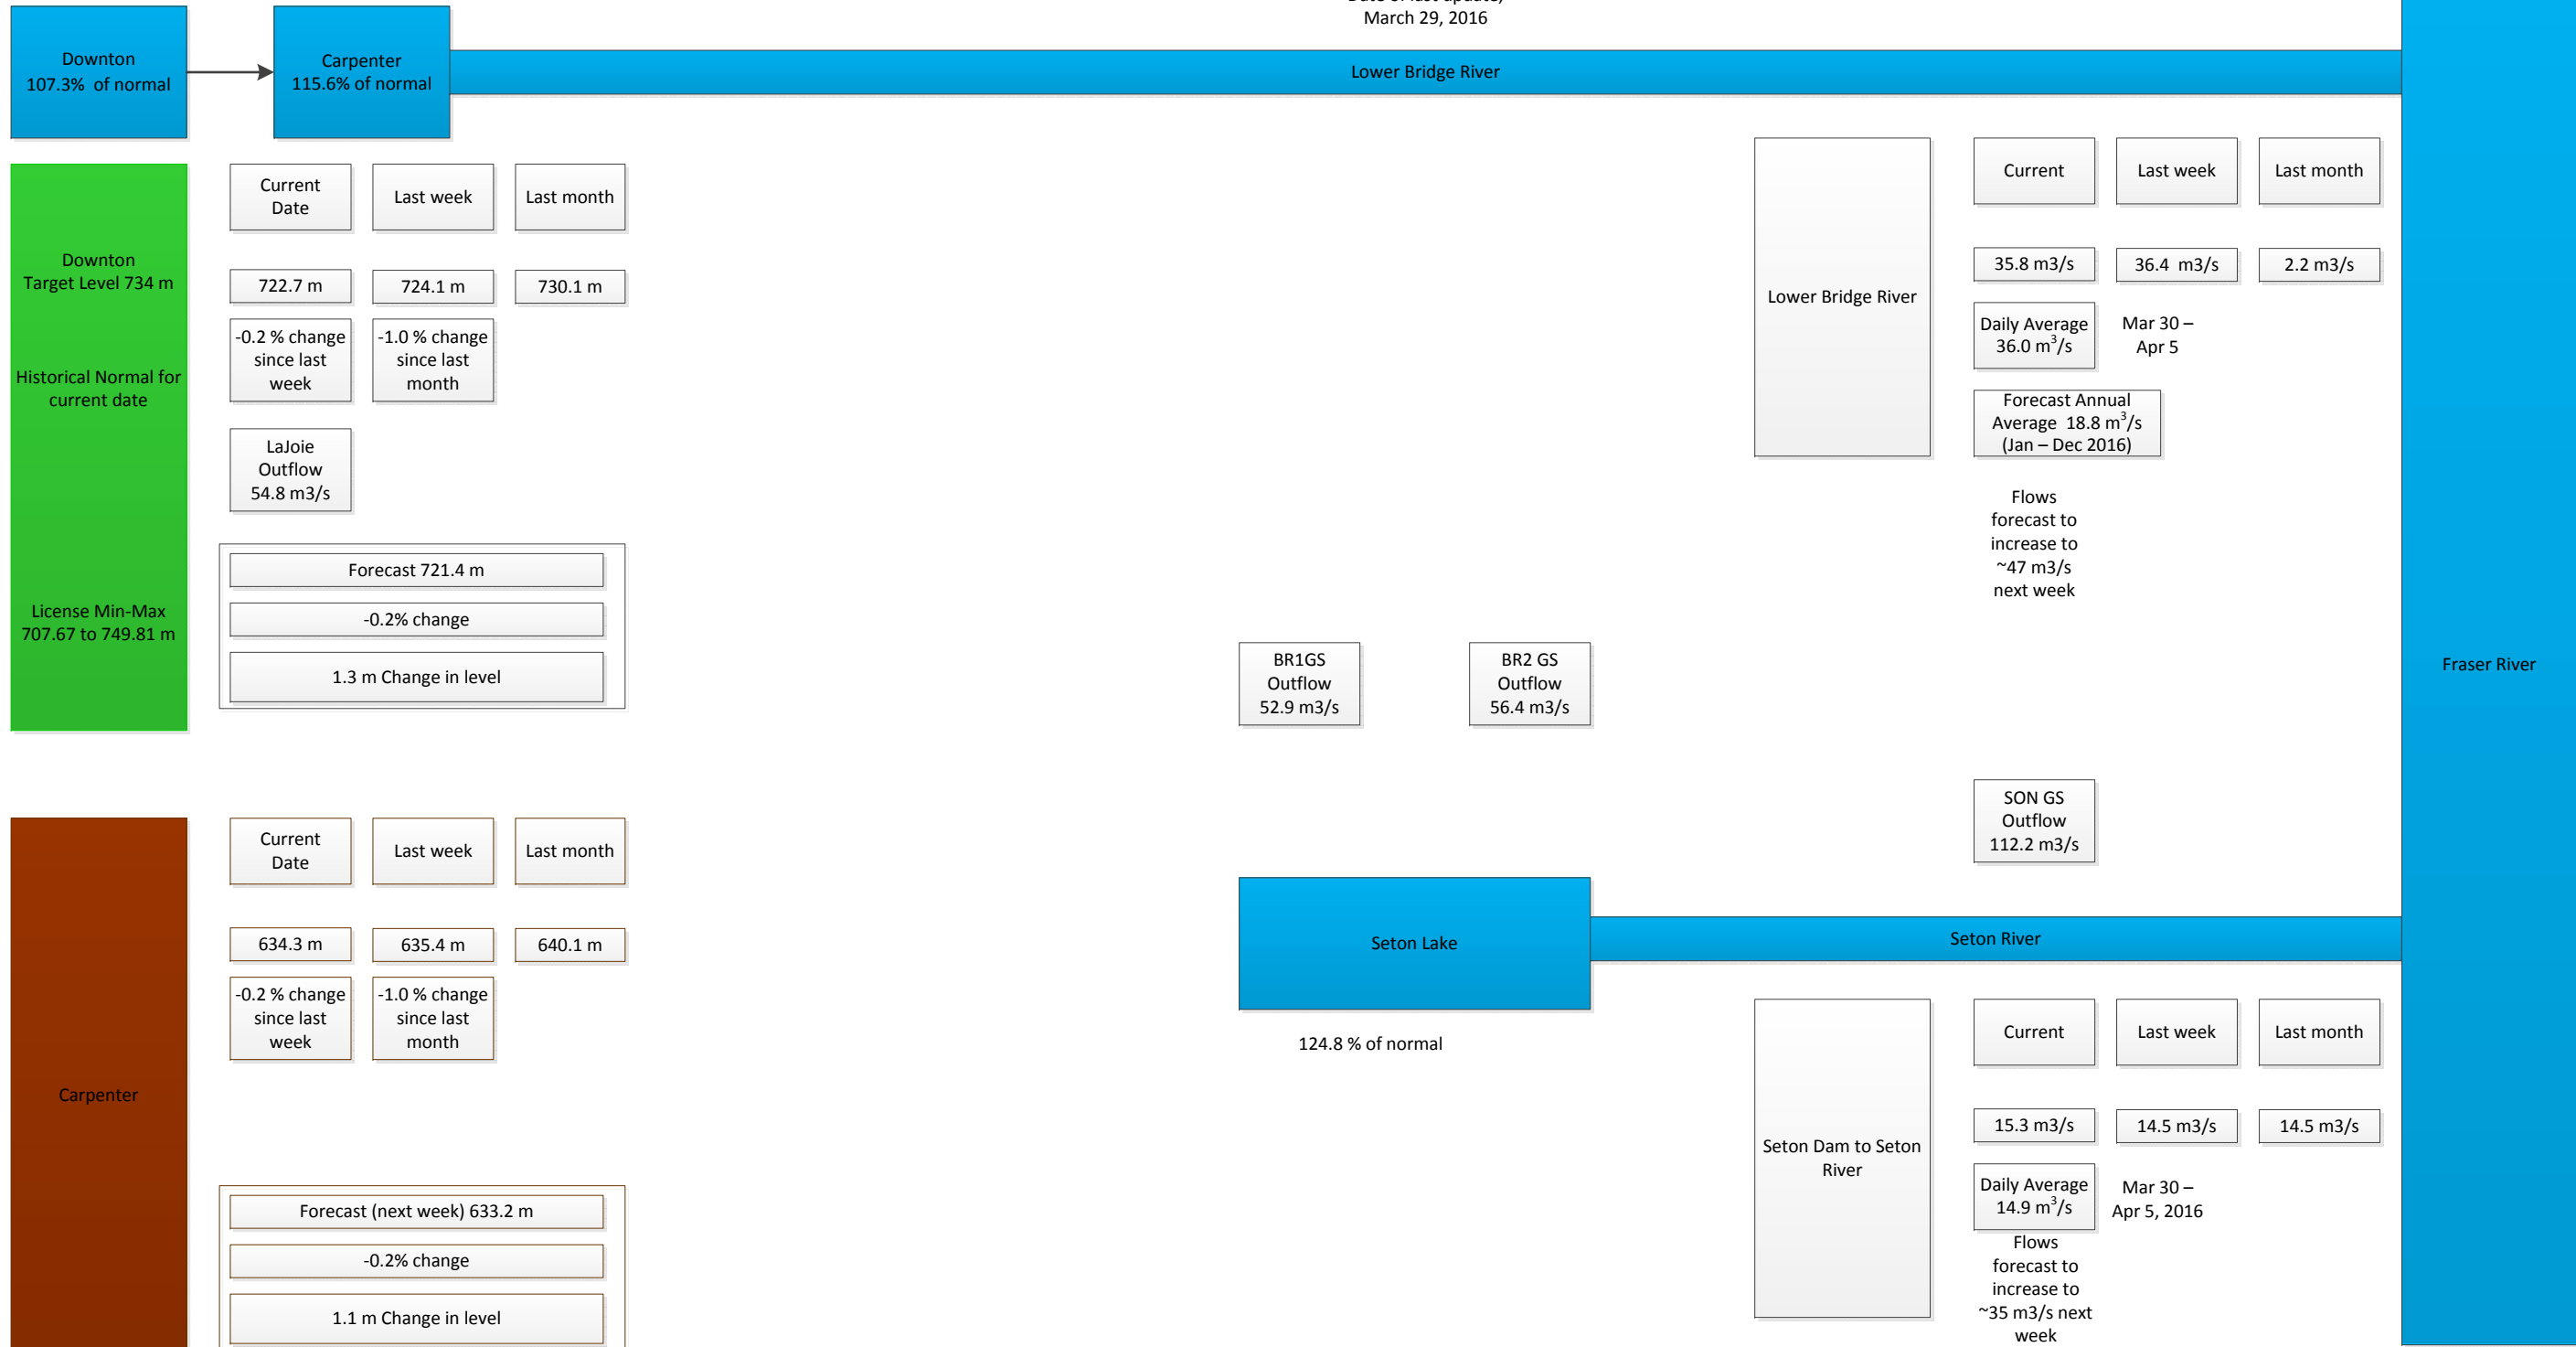 March 29, 2016
Downton
107.3% of normal
Carpenter
115.6% of normal
Lower Bridge River
Downton
Target Level 734 m
Historical Normal for
current date
License Min-Max
707.67 to 749.81 m
Current
Date
Last week
Last month
722.7 m
724.1 m
730.1 m
-0.2 % change
since last
week
-1.0 % change
since last
month
LaJoie
Outflow
54.8 m3/s
Forecast 721.4 m
-0.2% change
1.3 m Change in level
Lower Bridge River
Current
Last week
Last month
35.8 m3/s
36.4 m3/s
2.2 m3/s
Daily Average
36.0 m³/s
Mar 30 –
Apr 5
Forecast Annual
Average 18.8 m³/s
(Jan – Dec 2016)
Flows
forecast to
increase to
~47 m3/s
next week
BR1GS
Outflow
52.9 m3/s
BR2 GS
Outflow
56.4 m3/s
Fraser River
SON GS
Outflow
112.2 m3/s
Carpenter
Current
Date
Last week
Last month
634.3 m
635.4 m
640.1 m
-0.2 % change
since last
week
-1.0 % change
since last
month
Forecast (next week) 633.2 m
-0.2% change
1.1 m Change in level
Seton Lake
124.8 % of normal
Seton River
Seton Dam to Seton
River
Current
Last week
Last month
15.3 m3/s
14.5 m3/s
14.5 m3/s
Daily Average
14.9 m³/s
Mar 30 –
Apr 5, 2016
Flows
forecast to
increase to
~35 m3/s next
week